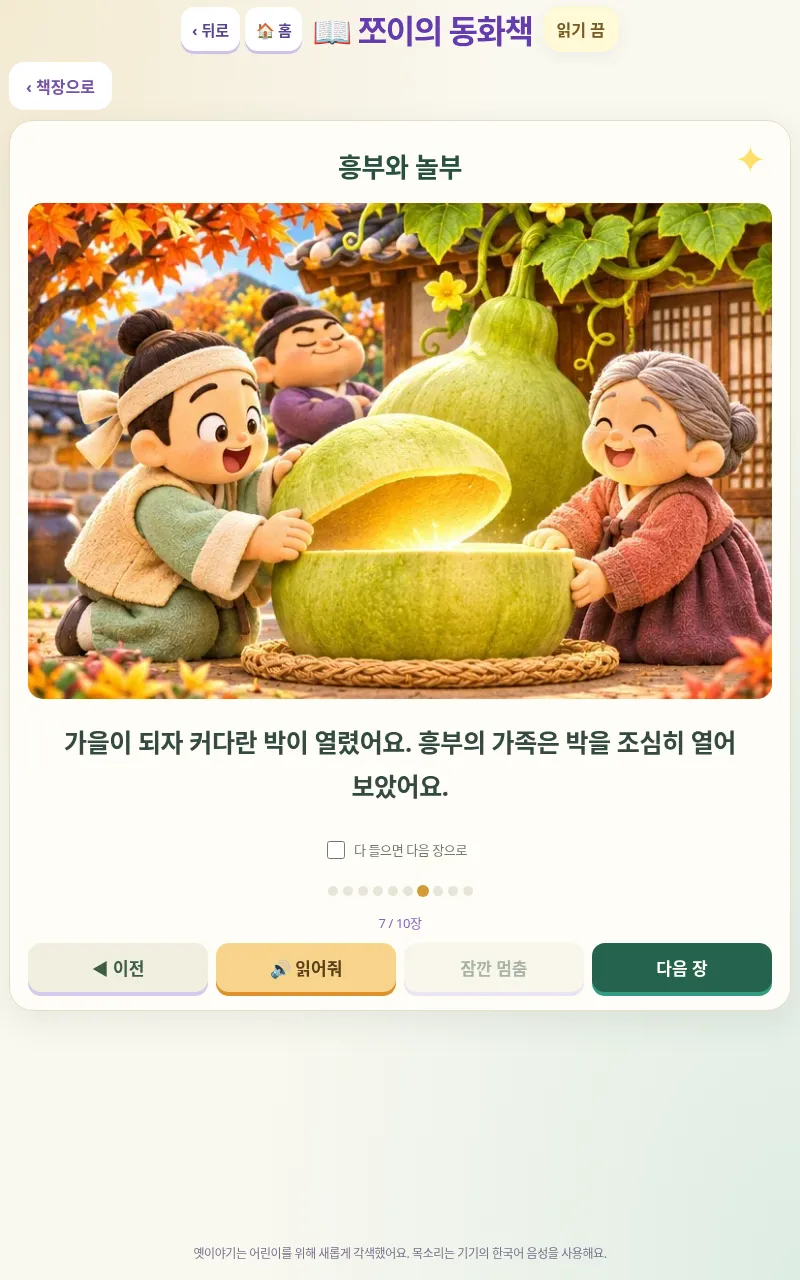 ‹ 뒤로 🏠 홈 📖 쪼이의 동화책 읽기 끝
‹ 책장으로
흥부와 놀부
가을이 되자 커다란 박이 열렸어요. 흥부의 가족은 박을 조심히 열어
보았어요.
다 들으면 다음 장으로
7 / 10장
◀ 이전 🔊 읽어줘 잠깐 멈춤 다음 장
옛이야기는 어린이를 위해 새롭게 각색했어요. 목소리는 기기의 한국어 음성을 사용해요.